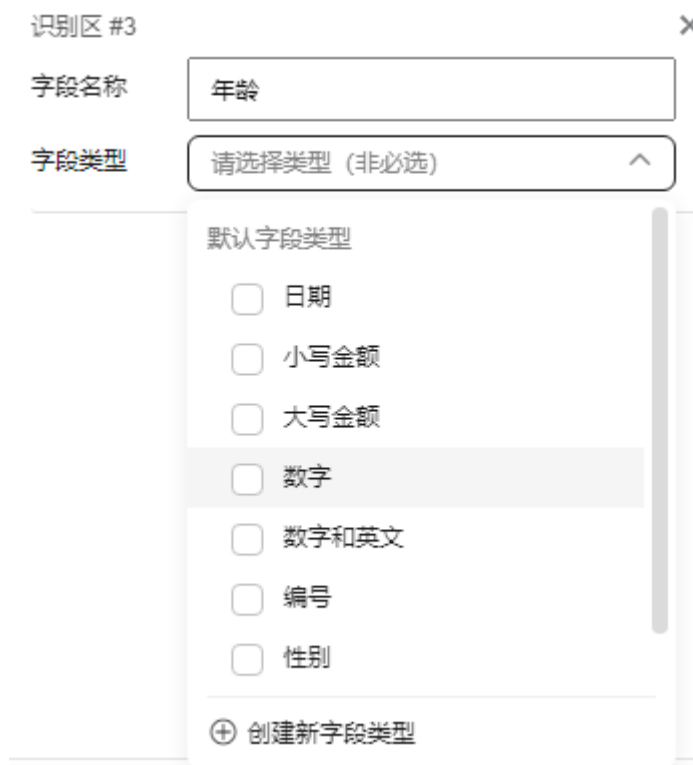 识别区 #3
字段名称 年龄
字段类型 请选择类型（非必选）
默认字段类型
日期
小写金额
大写金额
数字
数字和英文
编号
性别
创建新字段类型